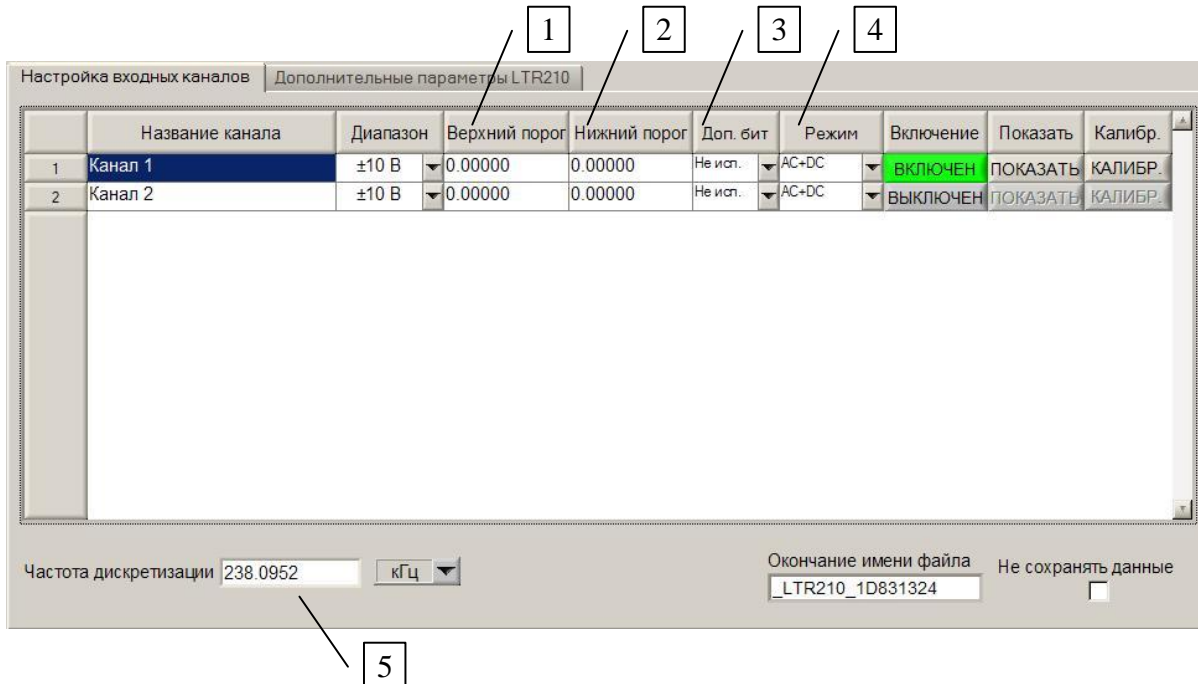 1 2 3 4
Настройка входных каналов Дополнительные параметры LTR210
Название канала Диапазон Верхний порог Нижний порог Доп. бит Режим Включение Показать Калибр.
1 Канал 1 ±10 В 0.00000 0.00000 Не исп. AC+DC ВКЛЮЧЕН ПОКАЗАТЬ КАЛИБР.
2 Канал 2 ±10 В 0.00000 0.00000 Не исп. AC+DC ВЫКЛЮЧЕН ПОКАЗАТЬ КАЛИБР.
Окончание имени файла
Частота дискретизации 238.0952 кГц Не сохранять данные
_LTR210_1D831324
5